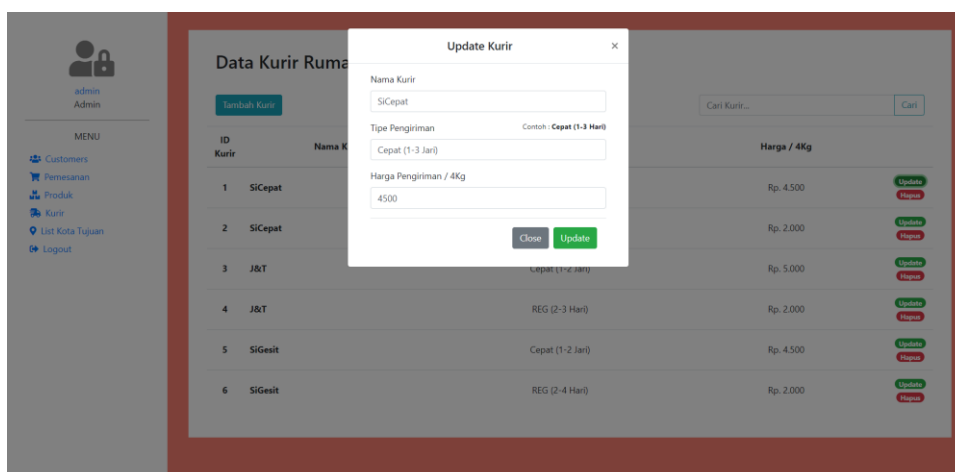 admin
Admin
MENU
Customers
Pemesanan
Produk
Kurir
List Kota Tujuan
Logout
Data Kurir Ruma
Tambah Kurir
Cari Kurir...
Cari
Update Kurir ×
Nama Kurir
SiCepat
Tipe Pengiriman Contoh : Cepat (1-3 Hari)
Cepat (1-3 Jari)
Harga Pengiriman / 4Kg
4500
Close Update
ID Kurir Nama K Harga / 4Kg
1 SiCepat Rp. 4.500 Update Hapus
2 SiCepat Rp. 2.000 Update Hapus
3 J&T Cepat (1-2 Jari) Rp. 5.000 Update Hapus
4 J&T REG (2-3 Hari) Rp. 2.000 Update Hapus
5 SiGesit Cepat (1-2 Jari) Rp. 4.500 Update Hapus
6 SiGesit REG (2-4 Hari) Rp. 2.000 Update Hapus